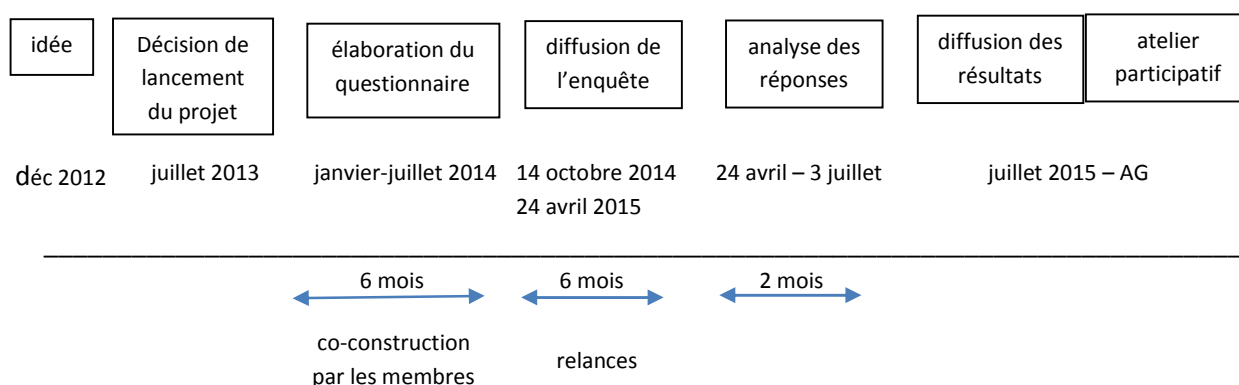 idée
Décision de
lancement
du projet
élaboration du
questionnaire
diffusion de
l’enquête
analyse des
réponses
diffusion des
résultats
atelier
participatif
déc 2012
juillet 2013
janvier-juillet 2014
14 octobre 2014
24 avril 2015
24 avril – 3 juillet
juillet 2015 – AG
6 mois
6 mois
2 mois
co-construction
par les membres
relances